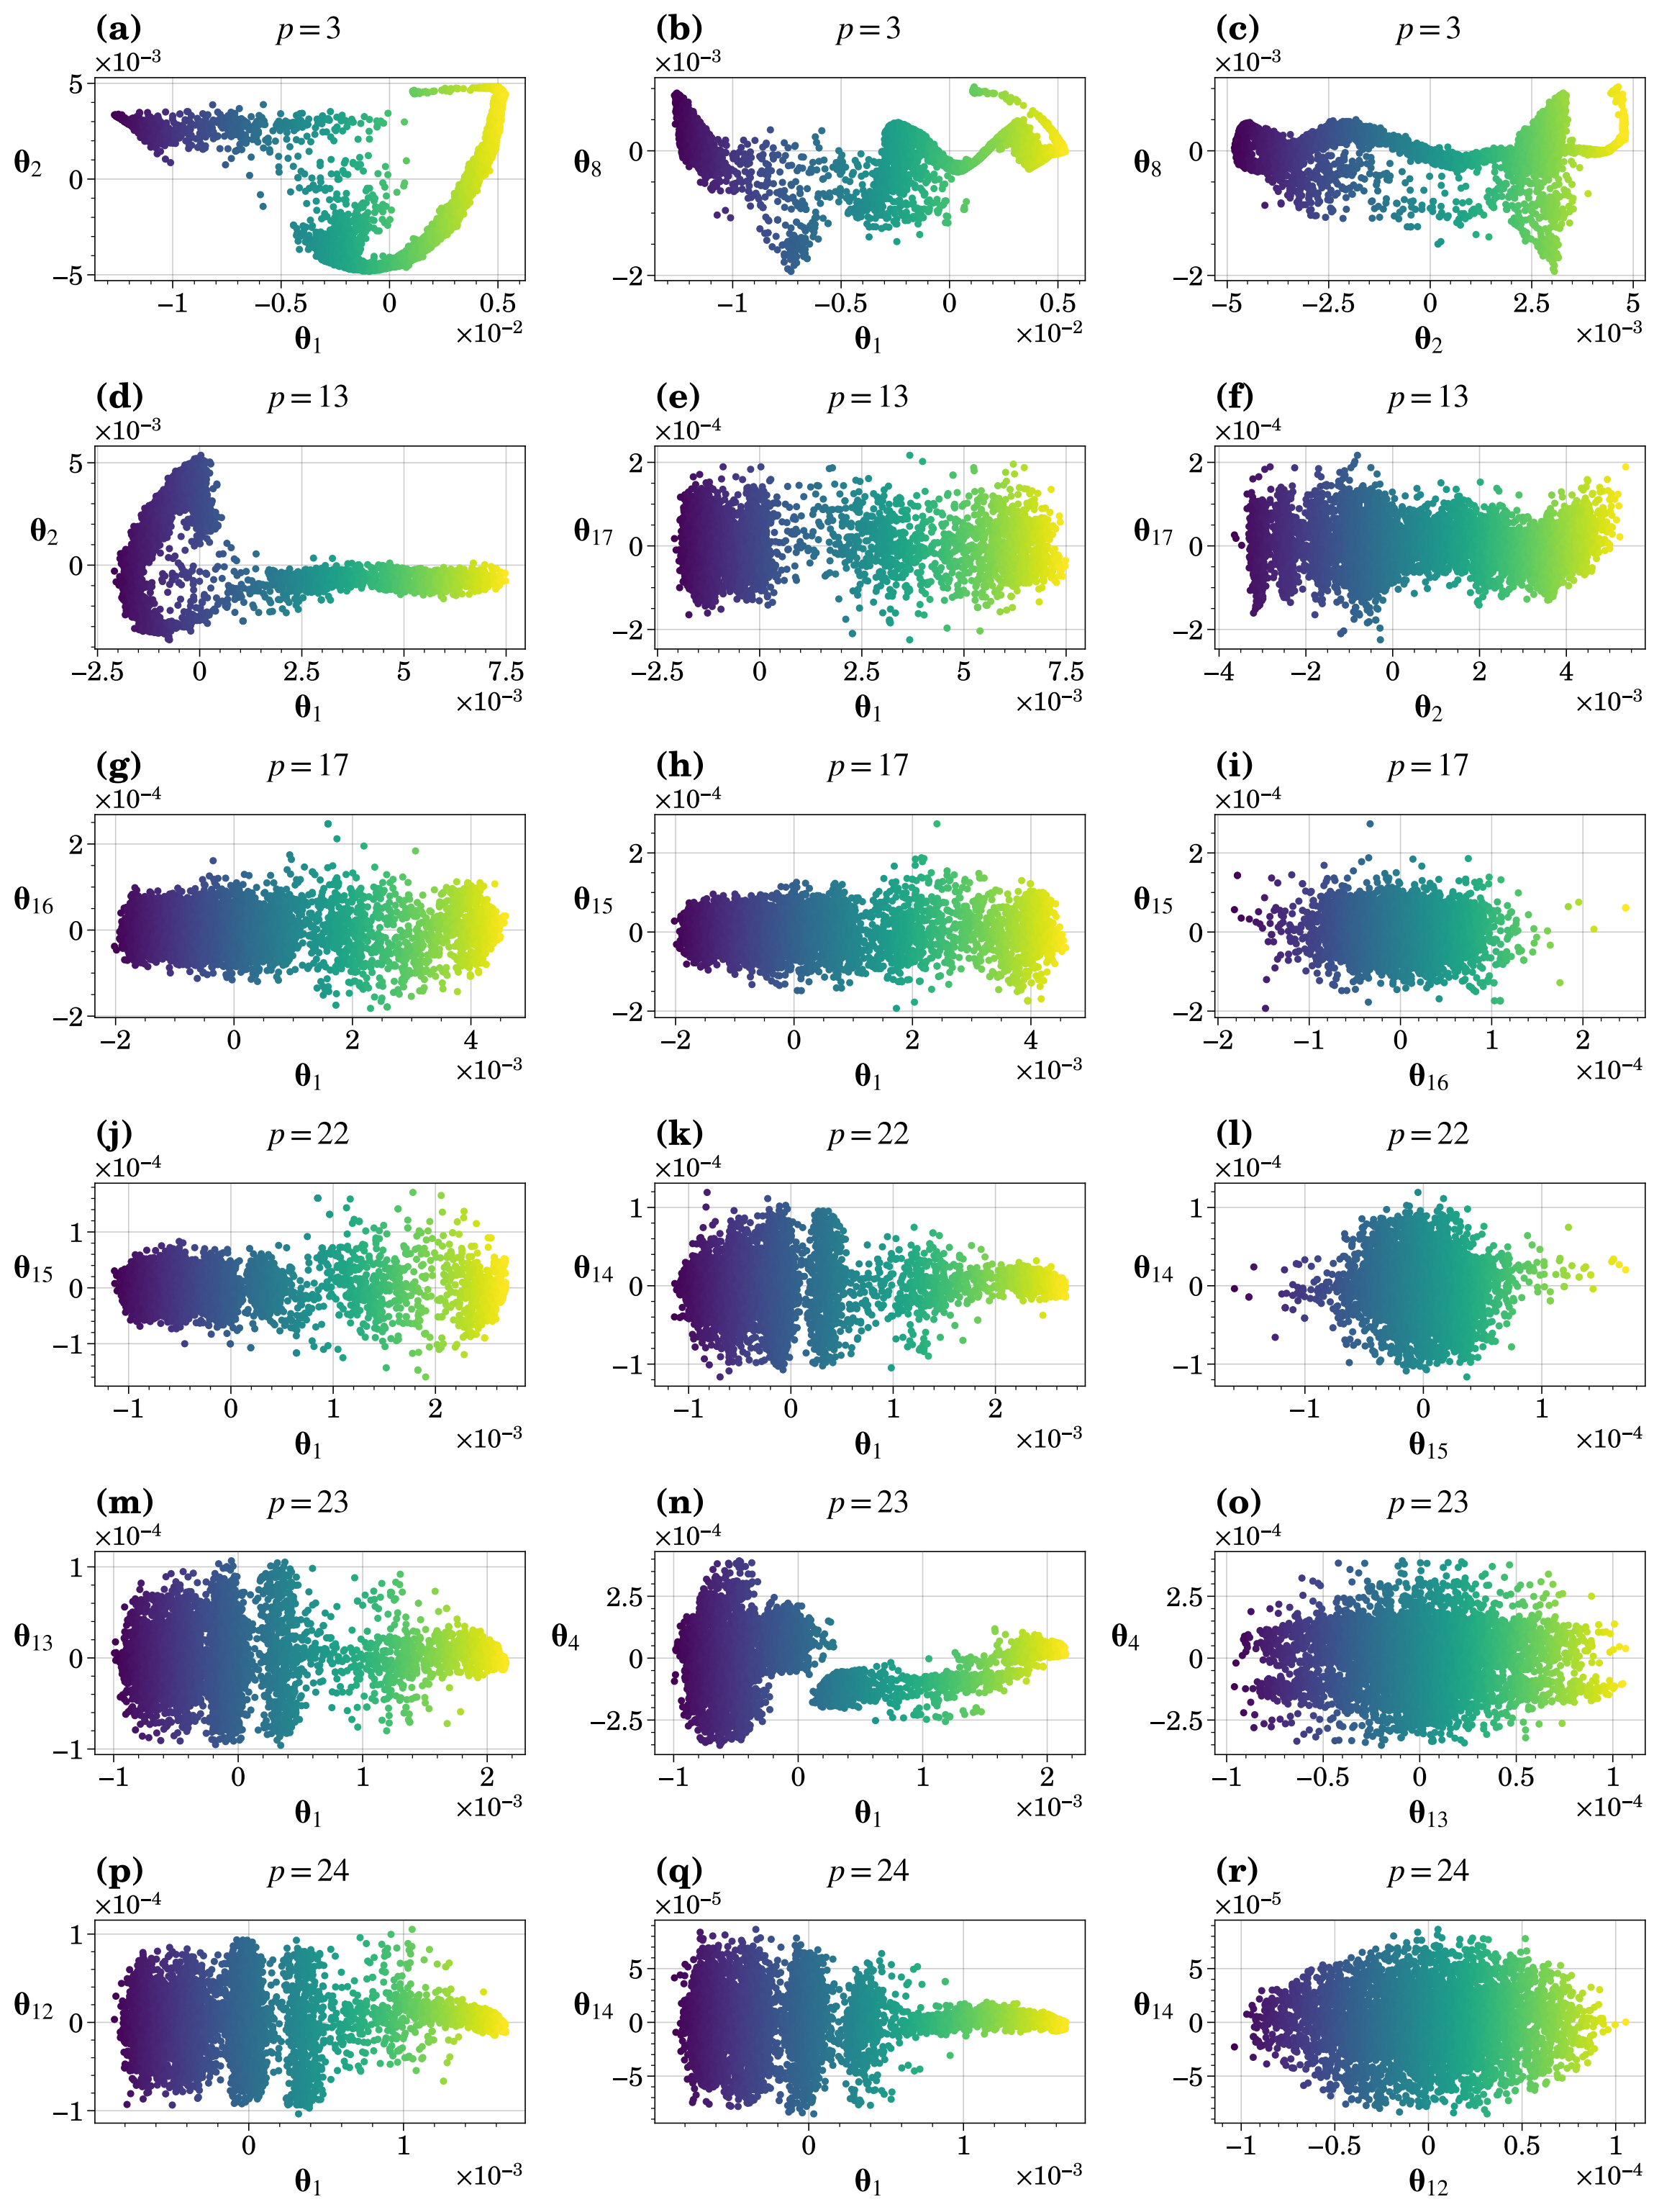 (a) p = 3 (b) p = 3 (c) p = 3
×10⁻³ ×10⁻³ ×10⁻³
5 0 −5 θ₂ 0 −2 θ₈ 0 −2 θ₈
−1 −0.5 0 0.5 −1 −0.5 0 0.5 −5 −2.5 0 2.5 5
θ₁ ×10⁻² θ₁ ×10⁻² θ₂ ×10⁻³
(d) p = 13 (e) p = 13 (f) p = 13
×10⁻³ ×10⁻⁴ ×10⁻⁴
5 0 θ₂ 2 0 −2 θ₁₇ 2 0 −2 θ₁₇
−2.5 0 2.5 5 7.5 −2.5 0 2.5 5 7.5 −4 −2 0 2 4
θ₁ ×10⁻³ θ₁ ×10⁻³ θ₂ ×10⁻³
(g) p = 17 (h) p = 17 (i) p = 17
×10⁻⁴ ×10⁻⁴ ×10⁻⁴
2 0 −2 θ₁₆ 2 0 −2 θ₁₅ 2 0 −2 θ₁₅
−2 0 2 4 −2 0 2 4 −2 −1 0 1 2
θ₁ ×10⁻³ θ₁ ×10⁻³ θ₁₆ ×10⁻⁴
(j) p = 22 (k) p = 22 (l) p = 22
×10⁻⁴ ×10⁻⁴ ×10⁻⁴
1 0 −1 θ₁₅ 1 0 −1 θ₁₄ 1 0 −1 θ₁₄
−1 0 1 2 −1 0 1 2 −1 0 1
θ₁ ×10⁻³ θ₁ ×10⁻³ θ₁₅ ×10⁻⁴
(m) p = 23 (n) p = 23 (o) p = 23
×10⁻⁴ ×10⁻⁴ ×10⁻⁴
1 0 −1 θ₁₃ 2.5 0 −2.5 θ₄ 2.5 0 −2.5 θ₄
−1 0 1 2 −1 0 1 2 −1 −0.5 0 0.5 1
θ₁ ×10⁻³ θ₁ ×10⁻³ θ₁₃ ×10⁻⁴
(p) p = 24 (q) p = 24 (r) p = 24
×10⁻⁴ ×10⁻⁵ ×10⁻⁵
1 0 −1 θ₁₂ 5 0 −5 θ₁₄ 5 0 −5 θ₁₄
0 1 0 1 −1 −0.5 0 0.5 1
θ₁ ×10⁻³ θ₁ ×10⁻³ θ₁₂ ×10⁻⁴